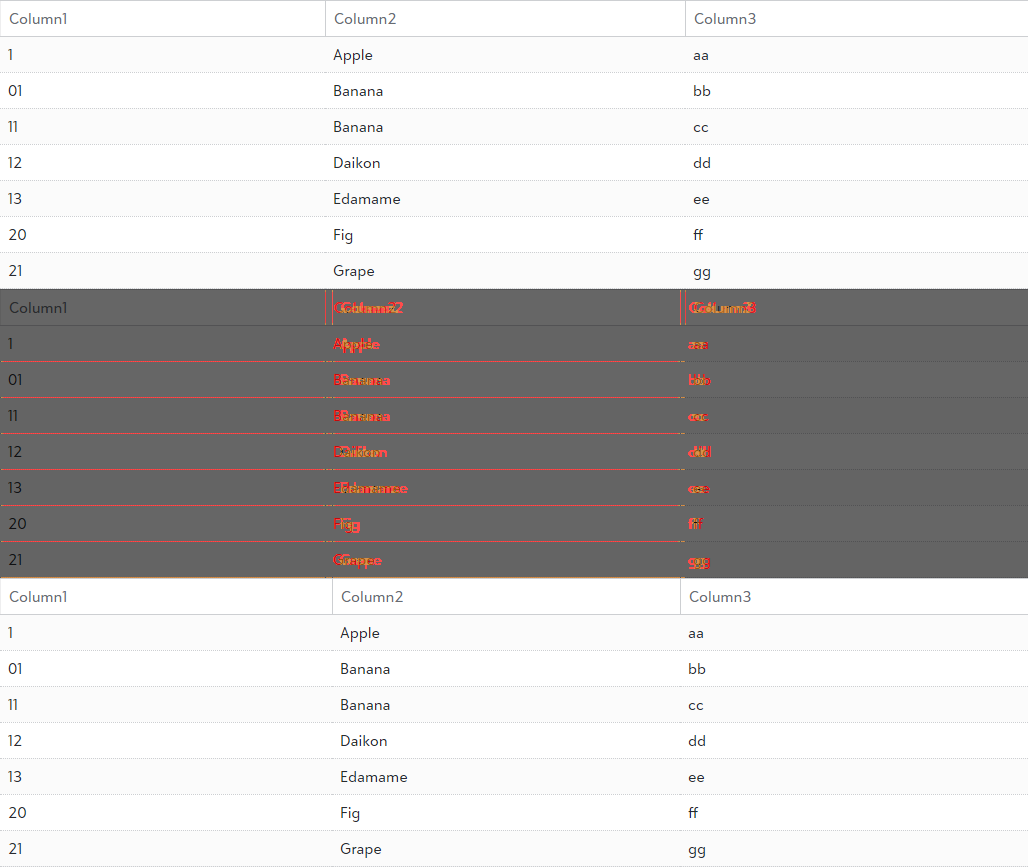 Column1 Column2 Column3
1 Apple aa
01 Banana bb
11 Banana cc
12 Daikon dd
13 Edamame ee
20 Fig ff
21 Grape gg
Column1 Column2 Column3
1 Apple aa
01 Banana bb
11 Banana cc
12 Daikon dd
13 Edamame ee
20 Fig ff
21 Grape gg
Column1 Column2 Column3
1 Apple aa
01 Banana bb
11 Banana cc
12 Daikon dd
13 Edamame ee
20 Fig ff
21 Grape gg